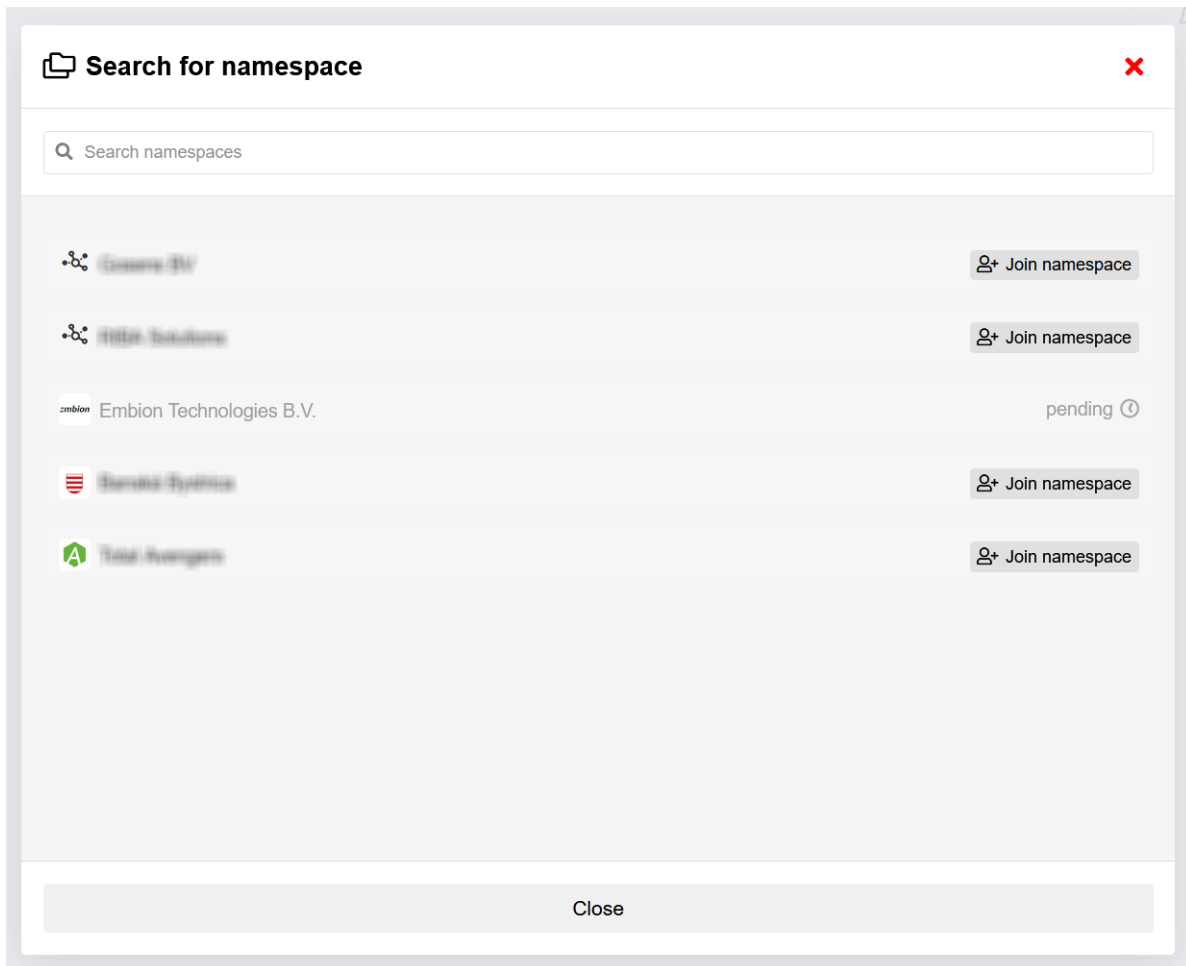 Search for namespace
Search namespaces
Join namespace
Join namespace
embion Embion Technologies B.V. pending
Join namespace
Join namespace
Close